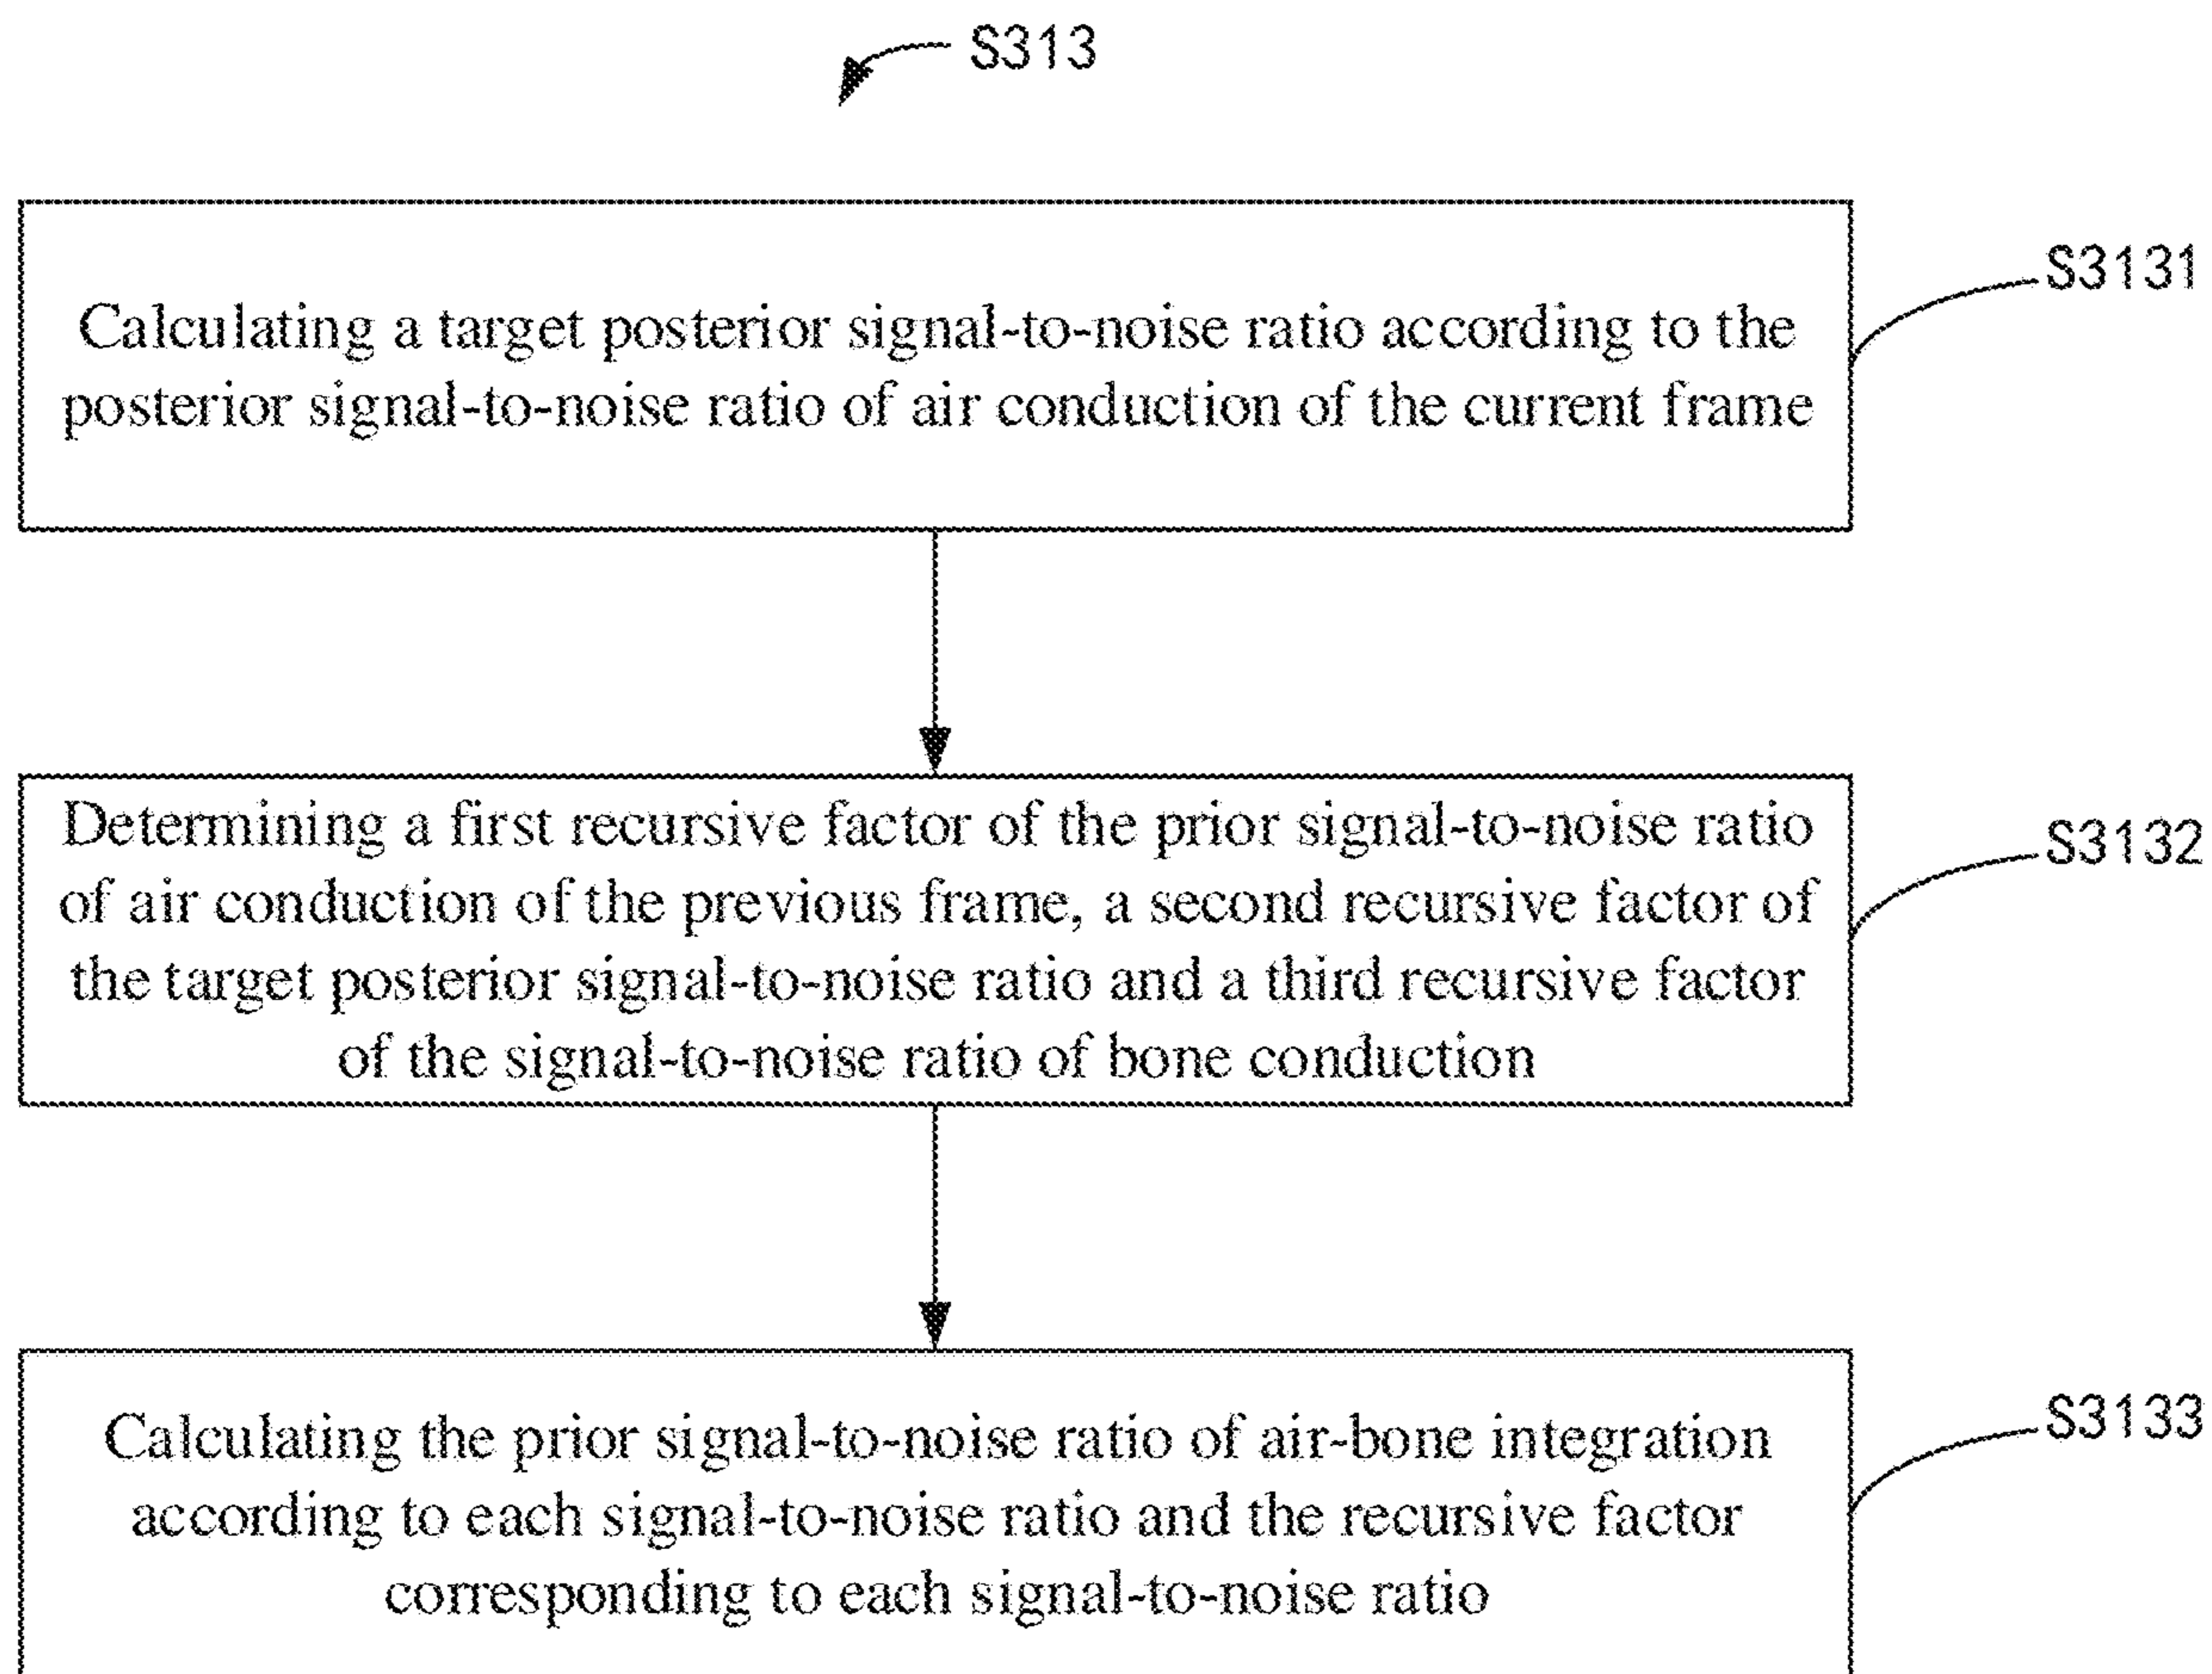 S313
Calculating a target posterior signal-to-noise ratio according to the
posterior signal-to-noise ratio of air conduction of the current frame
S3131
Determining a first recursive factor of the prior signal-to-noise ratio
of air conduction of the previous frame, a second recursive factor of
the target posterior signal-to-noise ratio and a third recursive factor
of the signal-to-noise ratio of bone conduction
S3132
Calculating the prior signal-to-noise ratio of air-bone integration
according to each signal-to-noise ratio and the recursive factor
corresponding to each signal-to-noise ratio
S3133